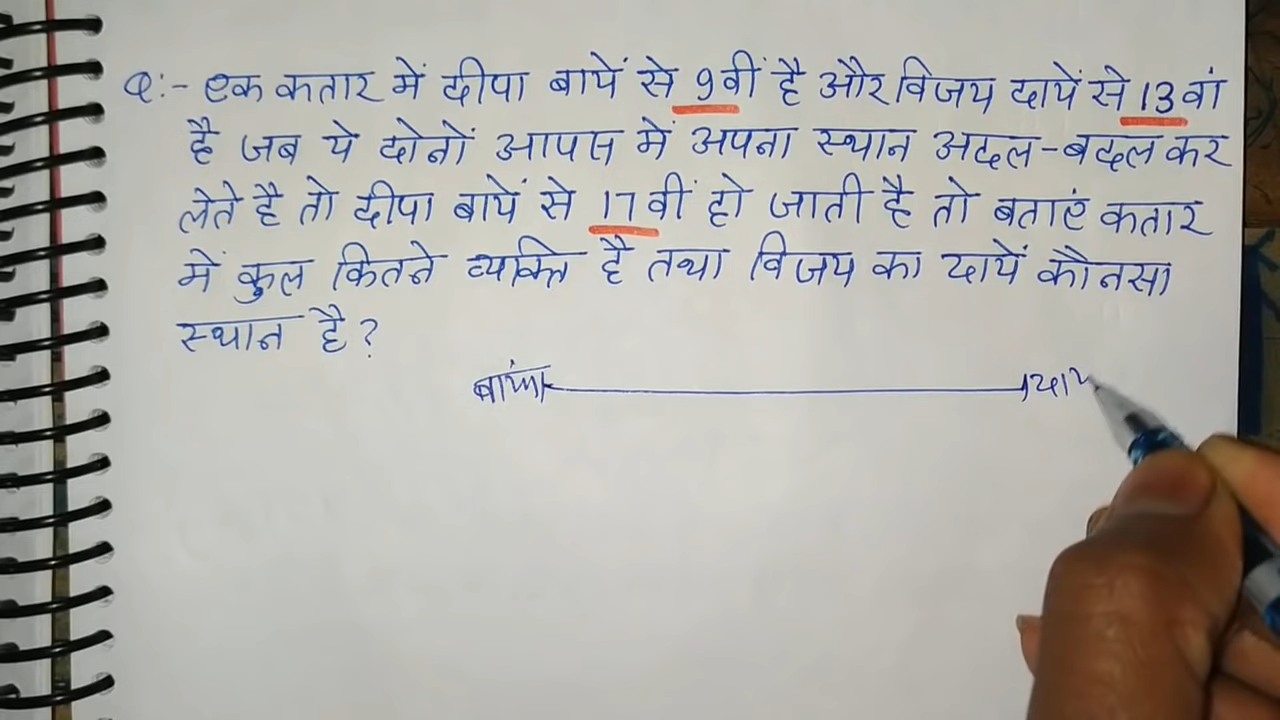 Q:- एक कतार में दीपा बायें से 9वीं है और विजय दायें से 13वां
है जब ये दोनों आपस में अपना स्थान अदल-बदल कर
लेते है तो दीपा बायें से 17वीं हो जाती है तो बताएं कतार
में कुल कितने व्यक्ति है तथा विजय का दायें कौनसा
स्थान है?